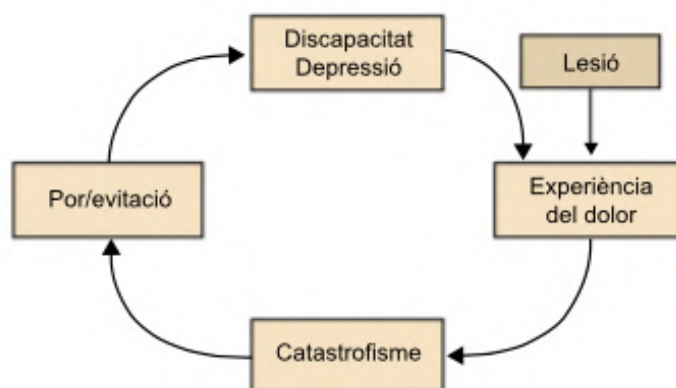 Discapacitat
Depressió
Lesió
Por/evitació
Experiència
del dolor
Catastrofisme